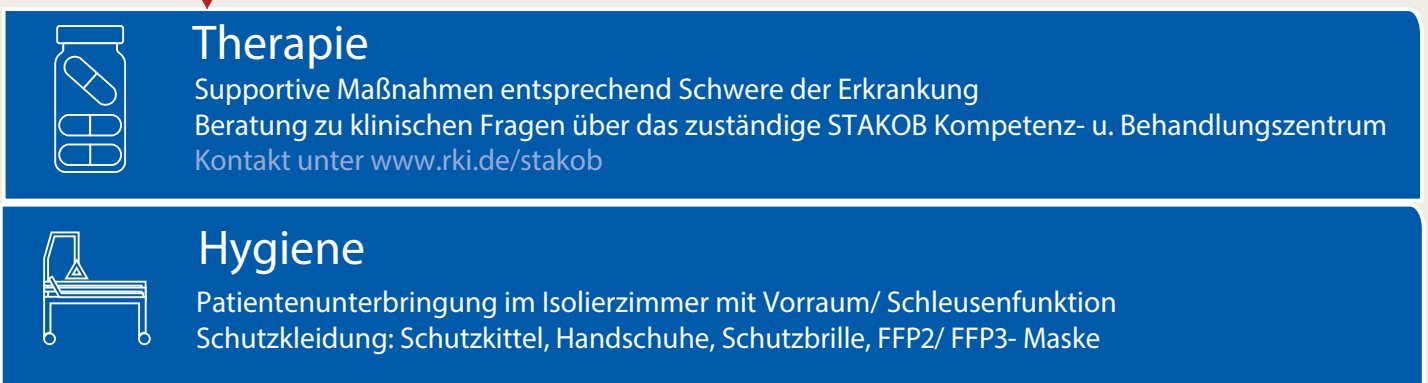 Therapie
Supportive Maßnahmen entsprechend Schwere der Erkrankung
Beratung zu klinischen Fragen über das zuständige STAKOB Kompetenz- u. Behandlungszentrum
Kontakt unter www.rki.de/stakob
Hygiene
Patientenunterbringung im Isolierzimmer mit Vorraum/ Schleusenfunktion
Schutzkleidung: Schutzkittel, Handschuhe, Schutzbrille, FFP2/ FFP3- Maske